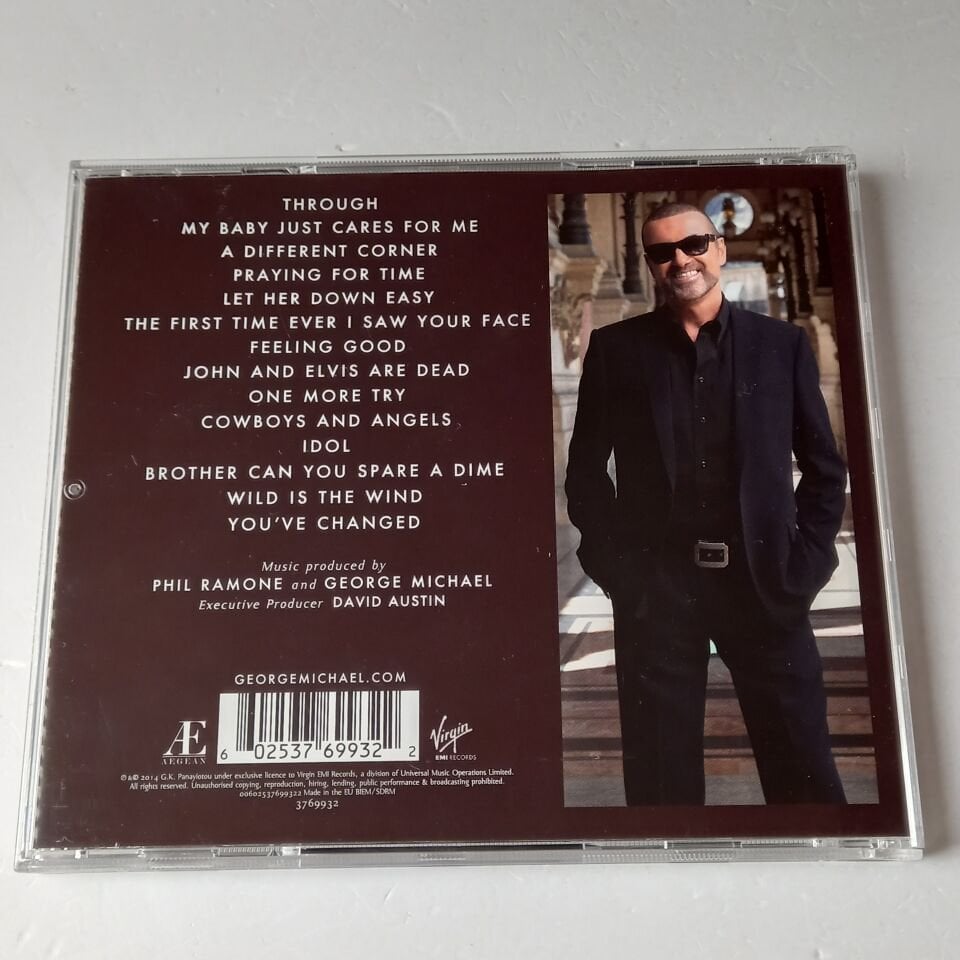 THROUGH
MY BABY JUST CARES FOR ME
A DIFFERENT CORNER
PRAYING FOR TIME
LET HER DOWN EASY
THE FIRST TIME EVER I SAW YOUR FACE
FEELING GOOD
JOHN AND ELVIS ARE DEAD
ONE MORE TRY
COWBOYS AND ANGELS
IDOL
BROTHER CAN YOU SPARE A DIME
WILD IS THE WIND
YOU'VE CHANGED
Music produced by
PHIL RAMONE and GEORGE MICHAEL
Executive Producer DAVID AUSTIN
GEORGEMICHAEL.COM
Æ
AEGEAN
6 02537 69932 2
Virgin
EMI RECORDS
℗ & © 2014 G.K. Panayiotou under exclusive licence to Virgin EMI Records, a division of Universal Music Operations Limited.
All rights reserved. Unauthorised copying, reproduction, hiring, lending, public performance & broadcasting prohibited.
00602537699322 Made in the EU BIEM/SDRM
3769932